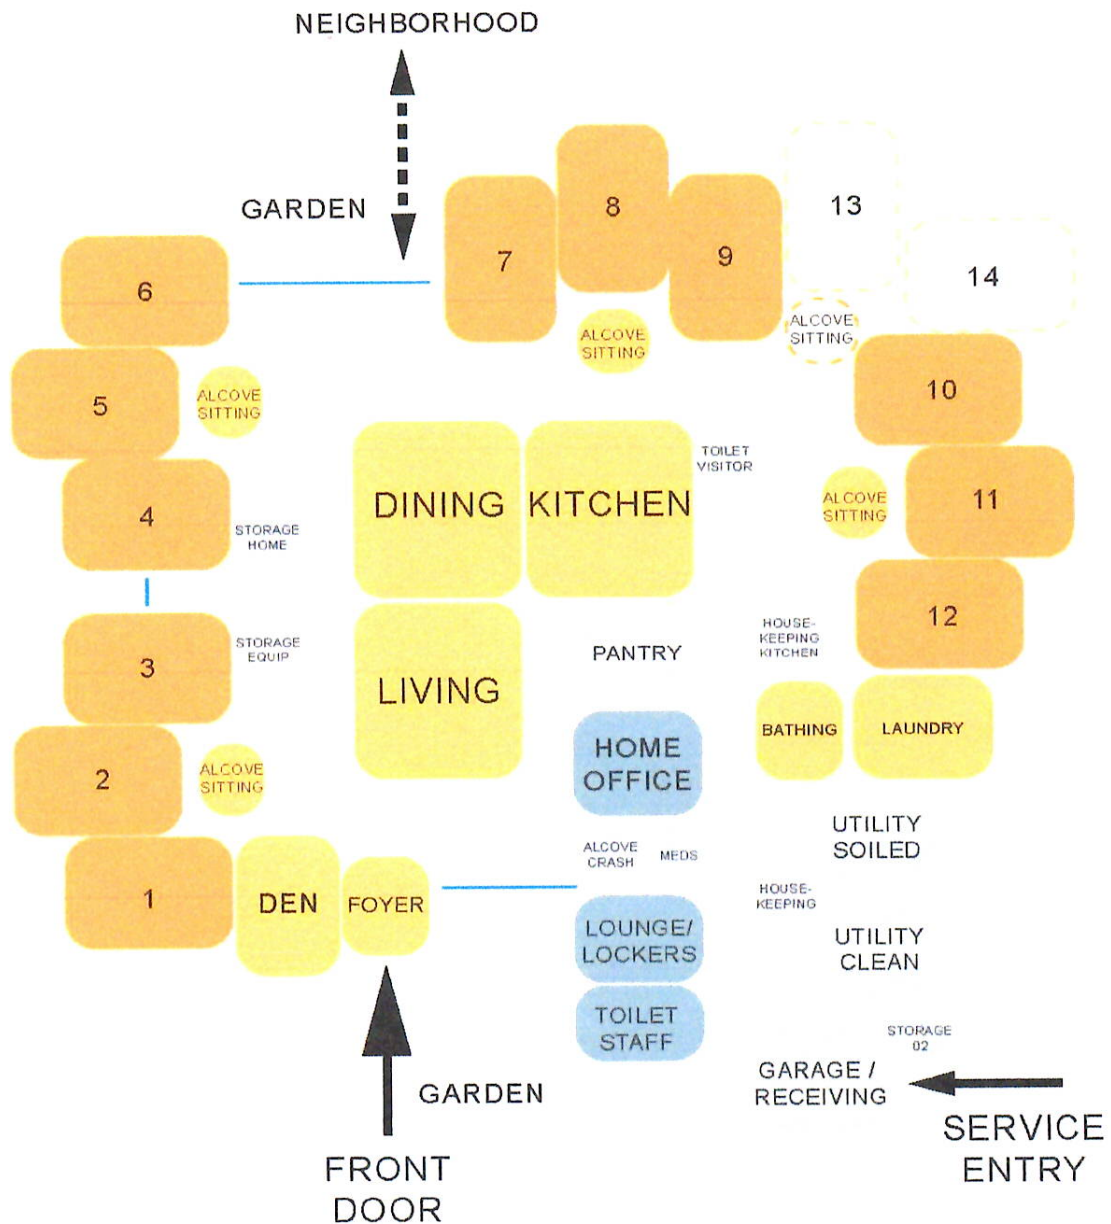 NEIGHBORHOOD
GARDEN
6
7
8
9
13
14
5
ALCOVE
SITTING
ALCOVE
SITTING
ALCOVE
SITTING
10
4
STORAGE
HOME
DINING
KITCHEN
TOILET
VISITOR
ALCOVE
SITTING
11
3
STORAGE
EQUIP
LIVING
PANTRY
HOUSE-
KEEPING
KITCHEN
12
2
ALCOVE
SITTING
HOME
OFFICE
BATHING
LAUNDRY
ALCOVE
CRASH
MEDS
UTILITY
SOILED
1
DEN
FOYER
LOUNGE/
LOCKERS
HOUSE-
KEEPING
UTILITY
CLEAN
TOILET
STAFF
STORAGE
02
GARDEN
GARAGE /
RECEIVING
FRONT
DOOR
SERVICE
ENTRY